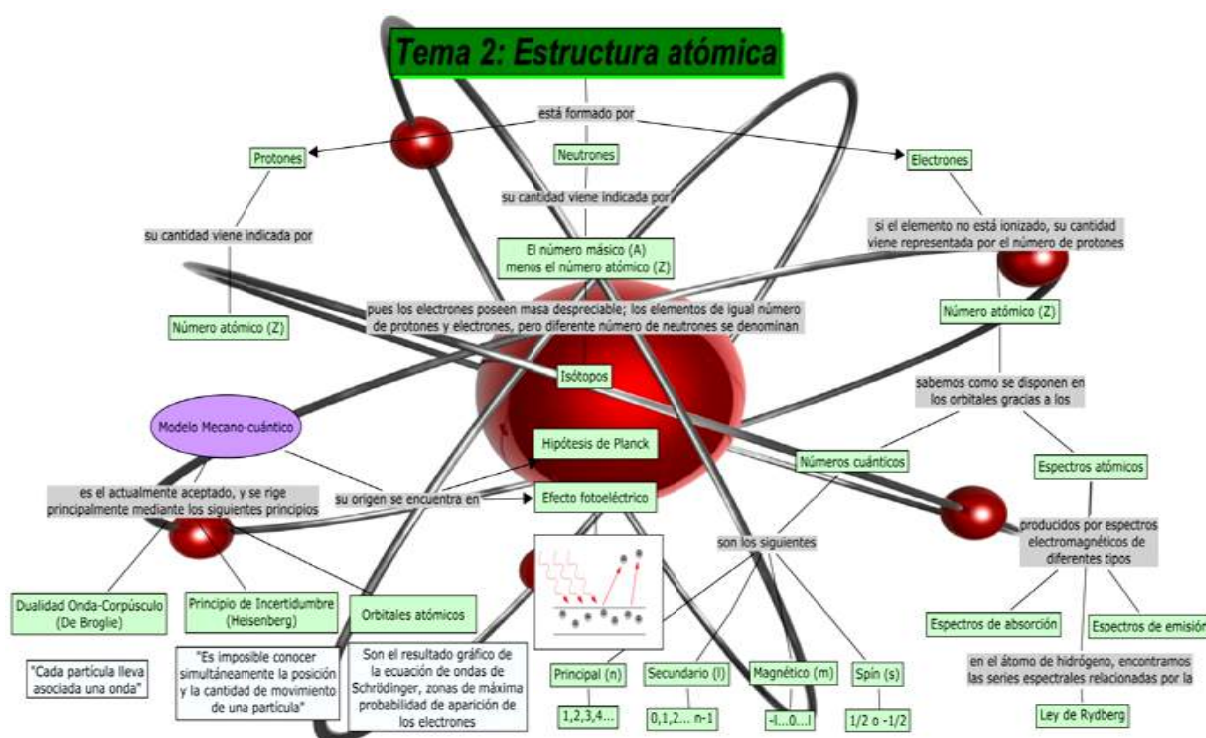 Tema 2: Estructura atómica
está formado por
Protones
Neutrones
Electrones
su cantidad viene indicada por
su cantidad viene indicada por
si el elemento no está ionizado, su cantidad
viene representada por el número de protones
El número másico (A)
menos el número atómico (Z)
Número atómico (Z)
pues los electrones poseen masa despreciable; los elementos de igual número
de protones y electrones, pero diferente número de neutrones se denominan
Número atómico (Z)
Isótopos
sabemos como se disponen en
los orbitales gracias a los
Modelo Mecano-cuántico
Hipótesis de Planck
Números cuánticos
Espectros atómicos
es el actualmente aceptado, y se rige
principalmente mediante los siguientes principios
su origen se encuentra en
Efecto fotoeléctrico
son los siguientes
producidos por espectros
electromagnéticos de
diferentes tipos
Dualidad Onda-Corpúsculo
(De Broglie)
Principio de Incertidumbre
(Heisenberg)
Orbitales atómicos
Espectros de absorción
Espectros de emisión
"Cada partícula lleva
asociada una onda"
"Es imposible conocer
simultáneamente la posición
y la cantidad de movimiento
de una partícula"
Son el resultado gráfico de
la ecuación de ondas de
Schrödinger, zonas de máxima
probabilidad de aparición de
los electrones
Principal (n)
Secundario (l)
Magnético (m)
Spín (s)
en el átomo de hidrógeno, encontramos
las series espectrales relacionadas por la
1,2,3,4...
0,1,2... n-1
-l...0...l
1/2 o -1/2
Ley de Rydberg